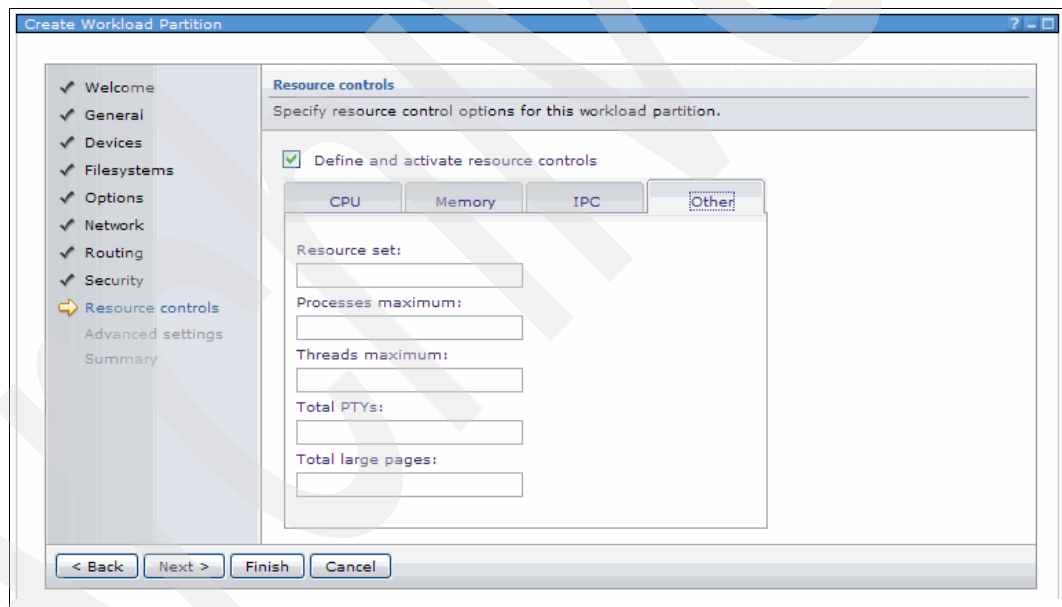 Create Workload Partition ? – □
Welcome
General
Devices
Filesystems
Options
Network
Routing
Security
Resource controls
Advanced settings
Summary
Resource controls
Specify resource control options for this workload partition.
Define and activate resource controls
CPU Memory IPC Other
Resource set:
Processes maximum:
Threads maximum:
Total PTYs:
Total large pages:
< Back Next > Finish Cancel